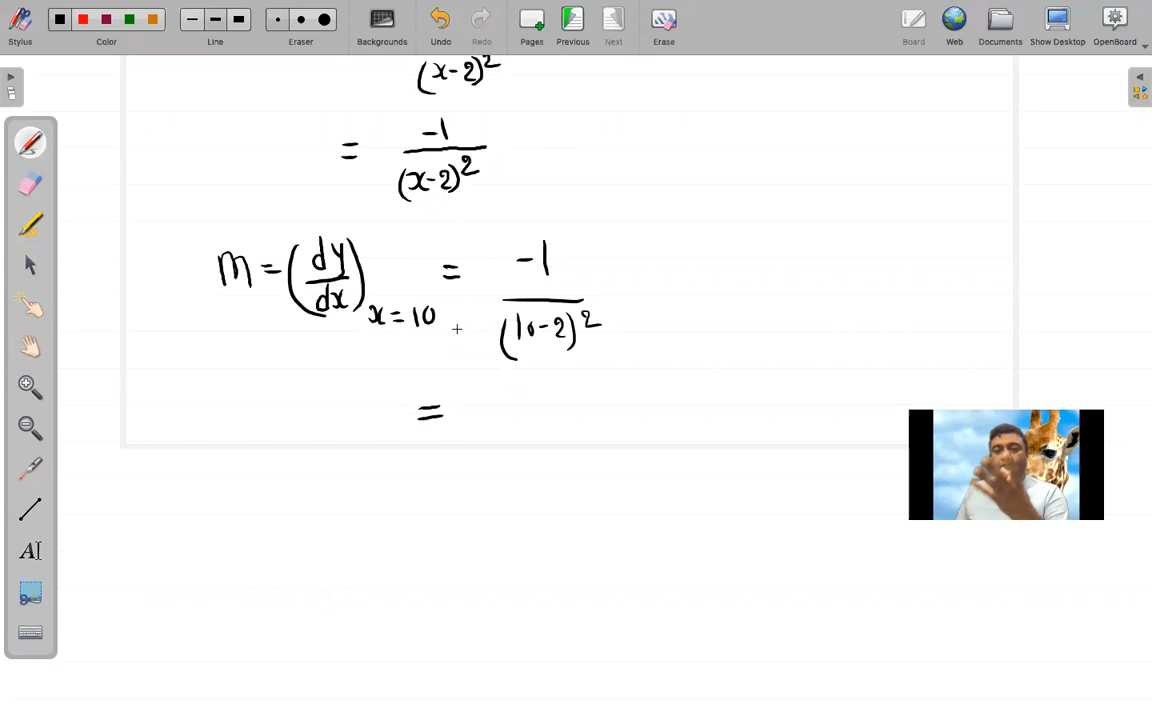 Stylus Color Line Eraser Backgrounds Undo Redo Pages Previous Next Erase Board Web Documents Show Desktop OpenBoard
(x-2)²
= -1/(x-2)²
m = (dy/dx) x=10 = -1/(10-2)²
=